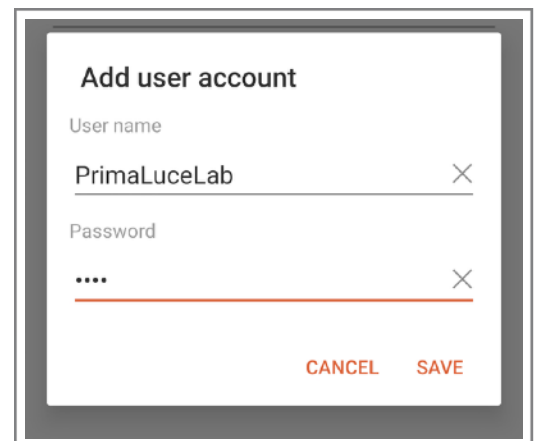 Add user account
User name
PrimaLuceLab
Password
••••
CANCEL SAVE